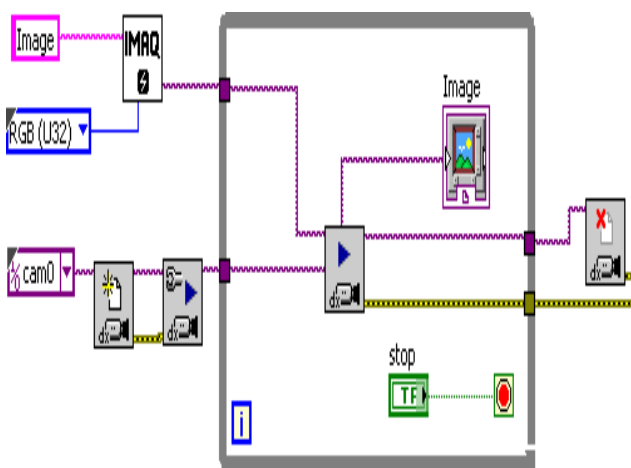 Image
IMAQ
RGB (U32)
Image
I/O cam0
dx
dx
dx
dx
stop
TF
i